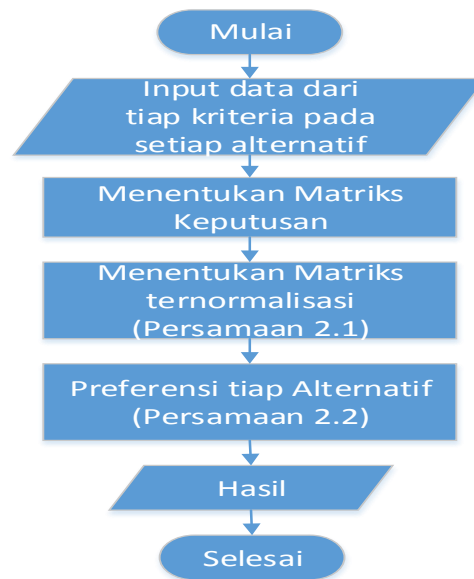 Mulai
Input data dari
tiap kriteria pada
setiap alternatif
Menentukan Matriks
Keputusan
Menentukan Matriks
ternormalisasi
(Persamaan 2.1)
Preferensi tiap Alternatif
(Persamaan 2.2)
Hasil
Selesai